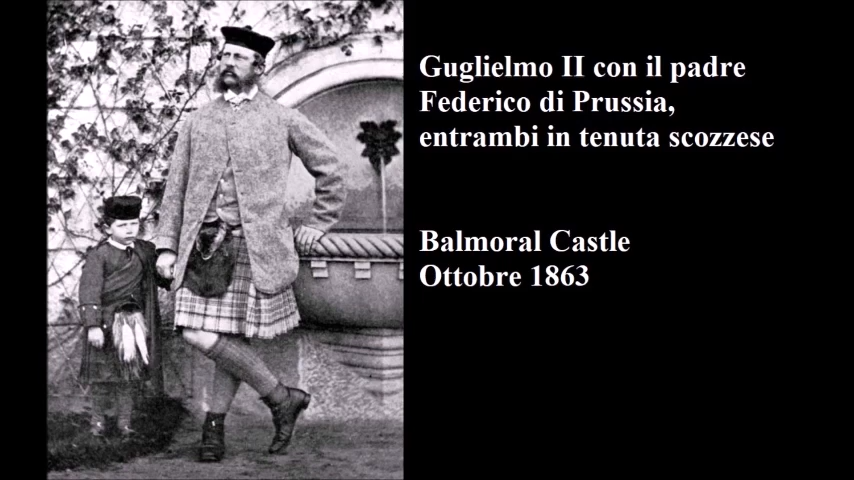 Guglielmo II con il padre
Federico di Prussia,
entrambi in tenuta scozzese
Balmoral Castle
Ottobre 1863